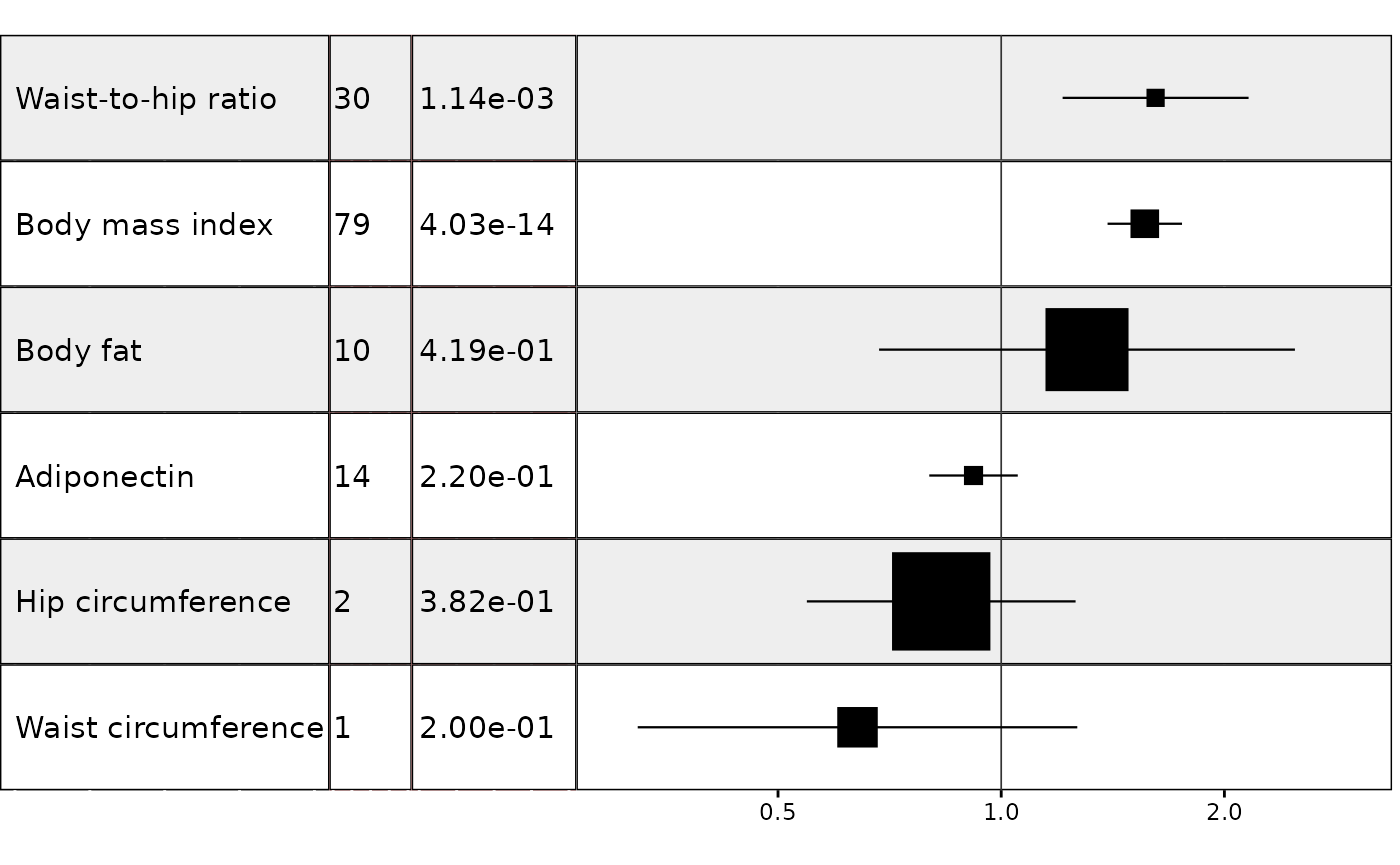 Waist-to-hip ratio 30 1.14e-03
Body mass index 79 4.03e-14
Body fat 10 4.19e-01
Adiponectin 14 2.20e-01
Hip circumference 2 3.82e-01
Waist circumference 1 2.00e-01
0.5 1.0 2.0